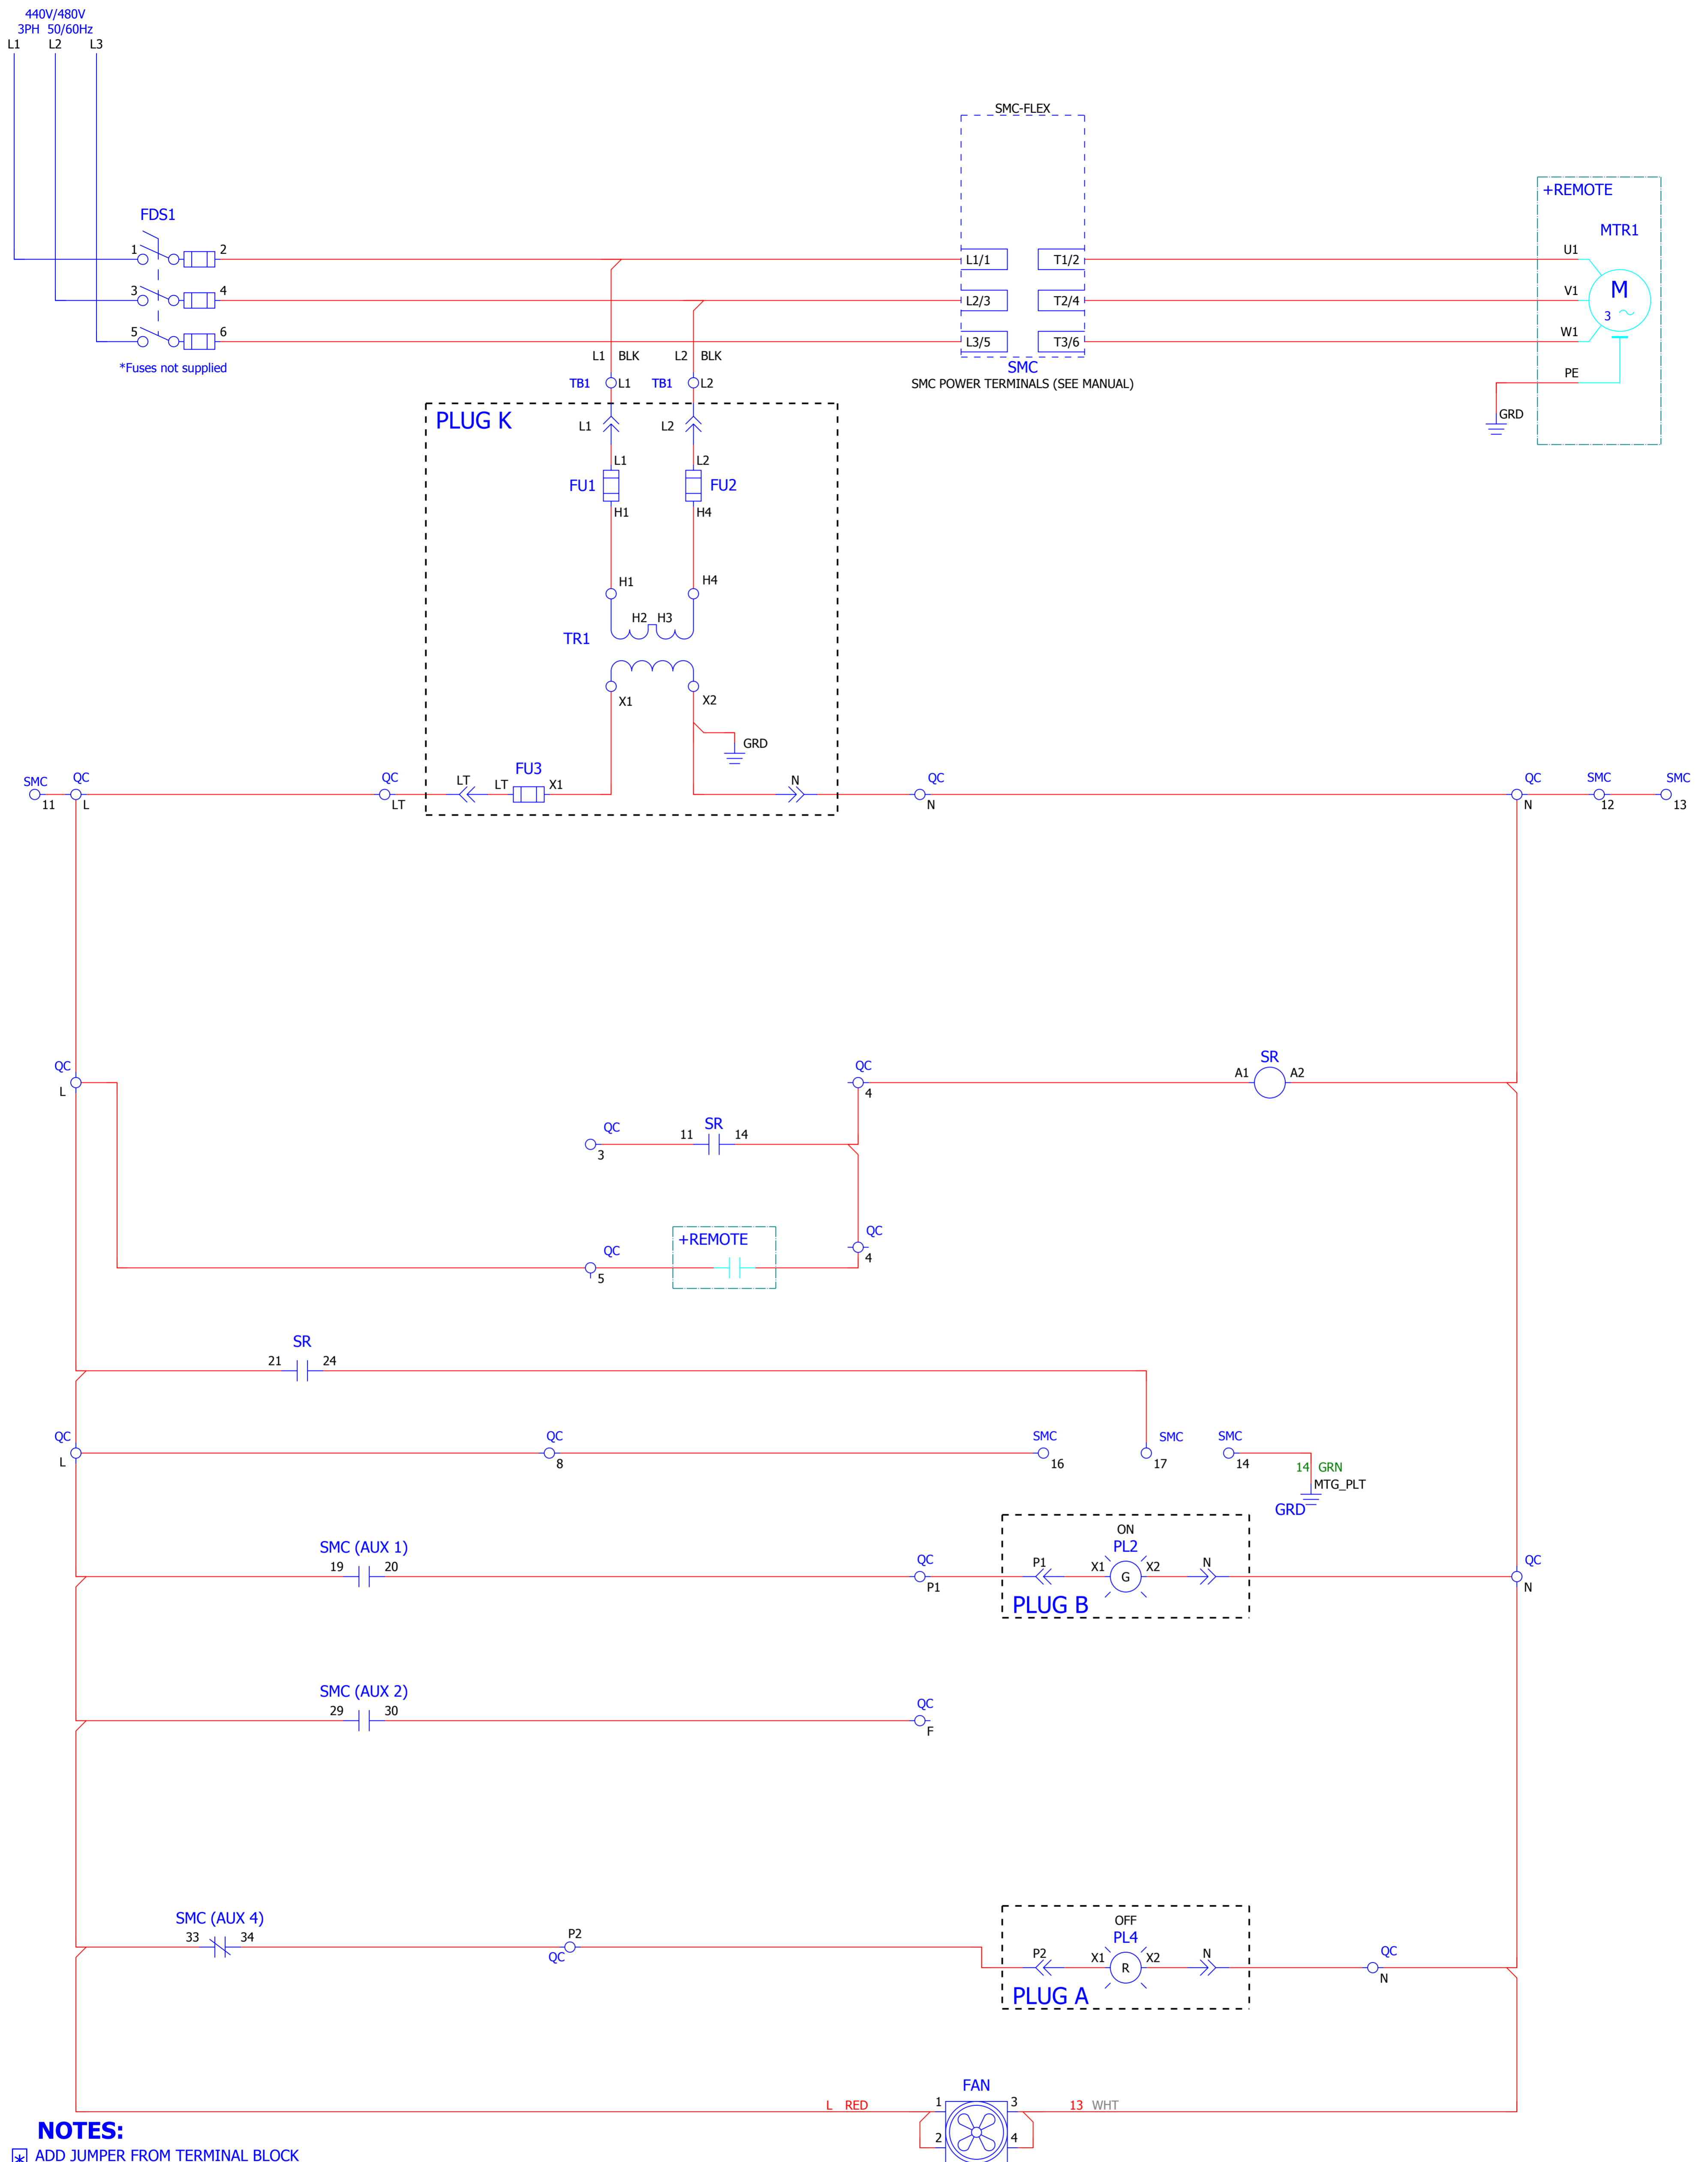 440V/480V
3PH 50/60Hz
L1 L2 L3
SMC-FLEX
+REMOTE
FDS1
MTR1
1 2 L1/1 T1/2 U1
M
3 4 L2/3 T2/4 V1
3
5 6 L3/5 T3/6 W1
L1 BLK L2 BLK
*Fuses not supplied
SMC
TB1 L1 TB1 L2
SMC POWER TERMINALS (SEE MANUAL)
PE
GRD
PLUG K
L1 L2
L1 L2
FU1 FU2
H1 H4
H1 H4
H2 H3
TR1
X1 X2
GRD
FU3
SMC QC QC LT LT X1 N QC QC SMC SMC
11 L LT N N 12 13
QC QC SR
L 4 A1 A2
QC 11 SR 14
3
+REMOTE QC
QC 4
5
SR
21 24
QC QC SMC SMC SMC
L 8 16 17 14
14 GRN
MTG_PLT
GRD
ON
SMC (AUX 1) PL2
19 20 QC P1 X1 X2 N QC
G
P1 N
PLUG B
SMC (AUX 2)
29 30 QC
F
SMC (AUX 4) OFF
33 34 P2 PL4
QC P2 X1 X2 N QC
R
N
PLUG A
FAN
L RED 1 3 13 WHT
2 4
NOTES:
* ADD JUMPER FROM TERMINAL BLOCK